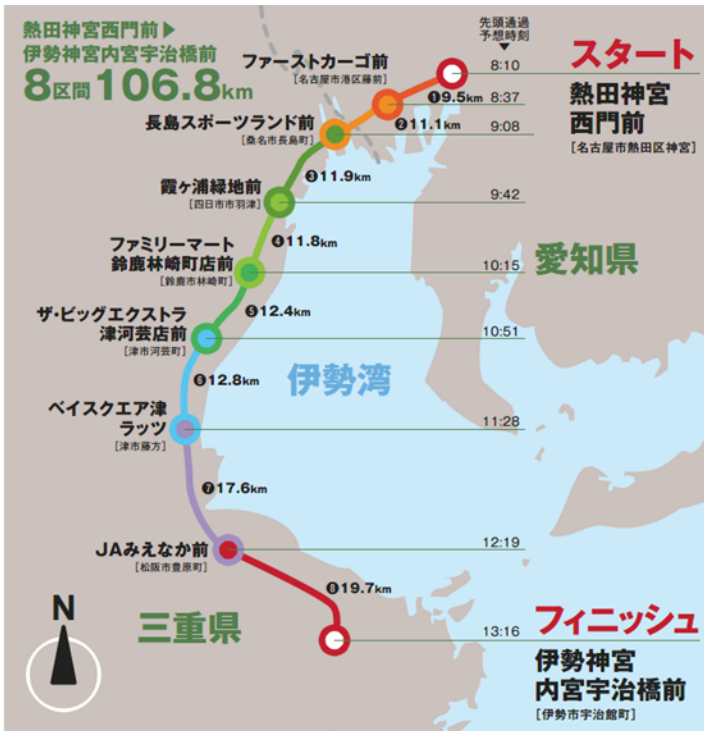 熱田神宮西門前▶
伊勢神宮内宮宇治橋前
8区間106.8km
先頭通過
予想時刻
▼
スタート
熱田神宮
西門前
[名古屋市熱田区神宮]
8:10
ファーストカーゴ前
[名古屋市港区藤前]
❶9.5km
8:37
❷11.1km
長島スポーツランド前
[桑名市長島町]
9:08
❸11.9km
霞ヶ浦緑地前
[四日市市羽津]
9:42
❹11.8km
ファミリーマート
鈴鹿林崎町店前
[鈴鹿市林崎町]
10:15
愛知県
❺12.4km
ザ・ビッグエクストラ
津河芸店前
[津市河芸町]
10:51
❻12.8km
伊勢湾
ベイスクエア津
ラッツ
[津市藤方]
11:28
❼17.6km
JAみえなか前
[松阪市豊原町]
12:19
❽19.7km
N
三重県
13:16
フィニッシュ
伊勢神宮
内宮宇治橋前
[伊勢市宇治館町]